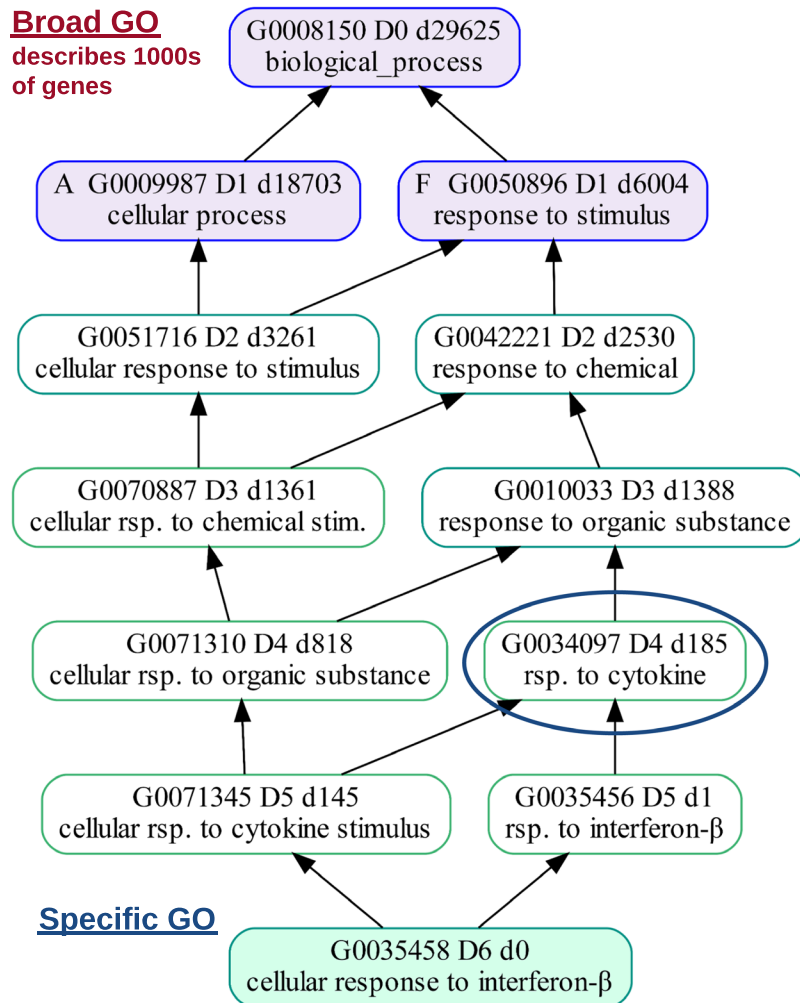 Broad GO
describes 1000s
of genes
G0008150 D0 d29625
biological_process
A G0009987 D1 d18703
cellular process
F G0050896 D1 d6004
response to stimulus
G0051716 D2 d3261
cellular response to stimulus
G0042221 D2 d2530
response to chemical
G0070887 D3 d1361
cellular rsp. to chemical stim.
G0010033 D3 d1388
response to organic substance
G0071310 D4 d818
cellular rsp. to organic substance
G0034097 D4 d185
rsp. to cytokine
G0071345 D5 d145
cellular rsp. to cytokine stimulus
G0035456 D5 d1
rsp. to interferon-β
Specific GO
G0035458 D6 d0
cellular response to interferon-β